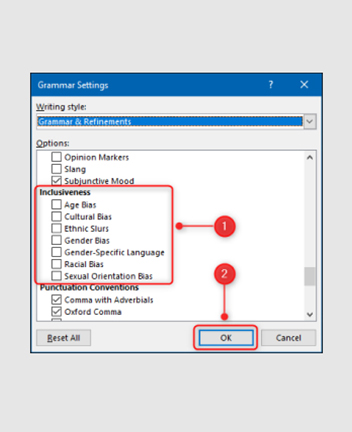 Grammar Settings ? ×
Writing style:
Grammar & Refinements
Options:
Opinion Markers
Slang
Subjunctive Mood
Inclusiveness
Age Bias
Cultural Bias
Ethnic Slurs
Gender Bias
1
Gender-Specific Language
Racial Bias
Sexual Orientation Bias
2
Punctuation Conventions
Comma with Adverbials
Oxford Comma
Reset All OK Cancel